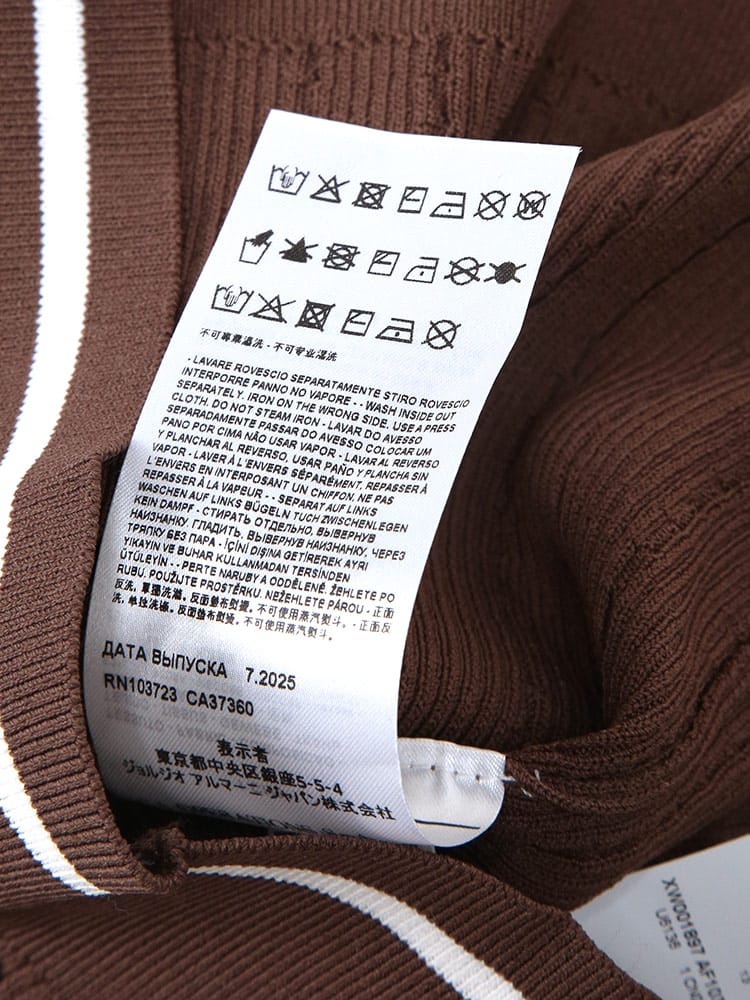 不可專業濕洗 - 不可专业湿洗
- LAVARE ROVESCIO SEPARATAMENTE STIRO ROVESCIO
INTERPORRE PANNO NO VAPORE - - WASH INSIDE OUT
SEPARATELY. IRON ON THE WRONG SIDE. USE A PRESS
CLOTH. DO NOT STEAM IRON - LAVAR DO AVESSO
SEPARADAMENTE PASSAR DO AVESSO COLOCAR UM
PANO POR CIMA NÃO USAR VAPOR - LAVAR AL REVERSO
Y PLANCHAR AL REVERSO. USAR PAÑO Y PLANCHA SIN
VAPOR - LAVER À L'ENVERS SÉPARÉMENT. REPASSER À
L'ENVERS EN INTERPOSANT UN CHIFFON. NE PAS
REPASSER À LA VAPEUR - - SEPARAT AUF LINKS
WASCHEN AUF LINKS BÜGELN TUCH ZWISCHENLEGEN
KEIN DAMPF - СТИРАТЬ ОТДЕЛЬНО, ВЫВЕРНУВ
НАИЗНАНКУ. ГЛАДИТЬ, ВЫВЕРНУВ НАИЗНАНКУ, ЧЕРЕЗ
ТРЯПКУ БЕЗ ПАРА - İÇİNİ DIŞINA GETİREREK AYRI
YIKAYIN VE BUHAR KULLANMADAN TERSİNDEN
ÜTÜLEYİN - - PERTE NARUBY A ODDĚLENĚ. ŽEHLETE PO
RUBU. POUŽIJTE PROSTĚRKU. NEŽEHLETE PÁROU - 正面
反洗, 單獨洗滌。反面墊布熨燙。不可使用蒸汽熨斗。 - 正面反
洗, 单独洗涤。反面垫布熨烫。不可使用蒸汽熨斗。
ДАТА ВЫПУСКА 7.2025
RN103723 CA37360
表示者
東京都中央区銀座5-5-4
ジョルジオ アルマーニ ジャパン株式会社
XW001897 AF10
U6136